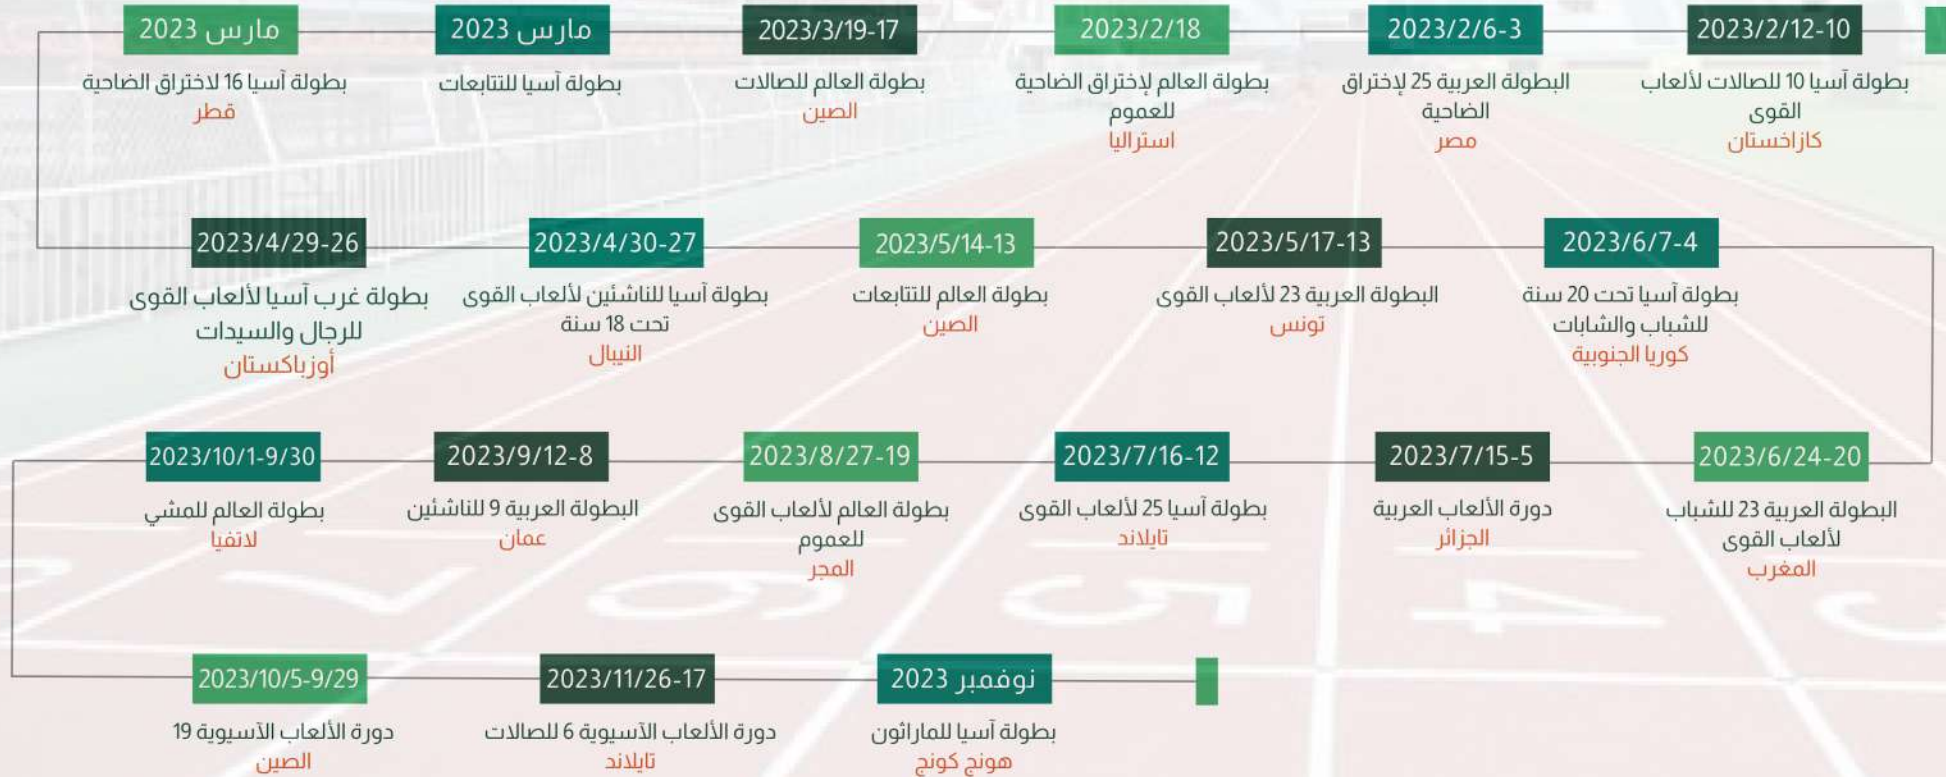 2023/2/12-10
بطولة آسيا 10 للصالات لألعاب
القوى
كازاخستان
2023/2/6-3
البطولة العربية 25 لإختراق
الضاحية
مصر
2023/2/18
بطولة العالم لإختراق الضاحية
للعموم
استراليا
2023/3/19-17
بطولة العالم للصالات
الصين
مارس 2023
بطولة آسيا للتتابعات
مارس 2023
بطولة آسيا 16 لاختراق الضاحية
قطر
2023/4/29-26
بطولة غرب آسيا لألعاب القوى
للرجال والسيدات
أوزباكستان
2023/4/30-27
بطولة آسيا للناشئين لألعاب القوى
تحت 18 سنة
النيبال
2023/5/14-13
بطولة العالم للتتابعات
الصين
2023/5/17-13
البطولة العربية 23 لألعاب القوى
تونس
2023/6/7-4
بطولة آسيا تحت 20 سنة
للشباب والشابات
كوريا الجنوبية
2023/6/24-20
البطولة العربية 23 للشباب
لألعاب القوى
المغرب
2023/7/15-5
دورة الألعاب العربية
الجزائر
2023/7/16-12
بطولة آسيا 25 لألعاب القوى
تايلاند
2023/8/27-19
بطولة العالم لألعاب القوى
للعموم
المجر
2023/9/12-8
البطولة العربية 9 للناشئين
عمان
2023/10/1-9/30
بطولة العالم للمشي
لاتفيا
2023/10/5-9/29
دورة الألعاب الآسيوية 19
الصين
2023/11/26-17
دورة الألعاب الآسيوية 6 للصالات
تايلاند
نوفمبر 2023
بطولة آسيا للماراثون
هونج كونج
7
6
5
4